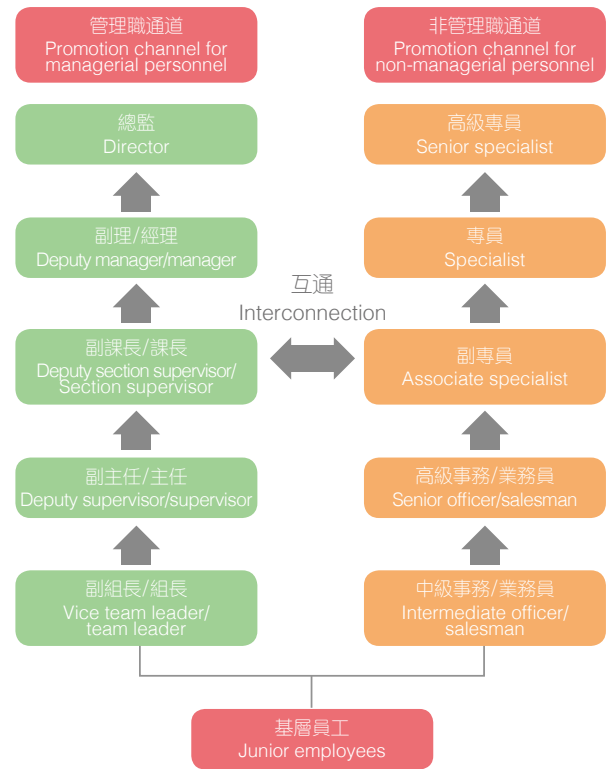 管理職通道
Promotion channel for
managerial personnel
非管理職通道
Promotion channel for
non-managerial personnel
總監
Director
高級專員
Senior specialist
副理/經理
Deputy manager/manager
專員
Specialist
互通
Interconnection
副課長/課長
Deputy section supervisor/
Section supervisor
副專員
Associate specialist
副主任/主任
Deputy supervisor/supervisor
高級事務/業務員
Senior officer/salesman
副組長/組長
Vice team leader/
team leader
中級事務/業務員
Intermediate officer/
salesman
基層員工
Junior employees